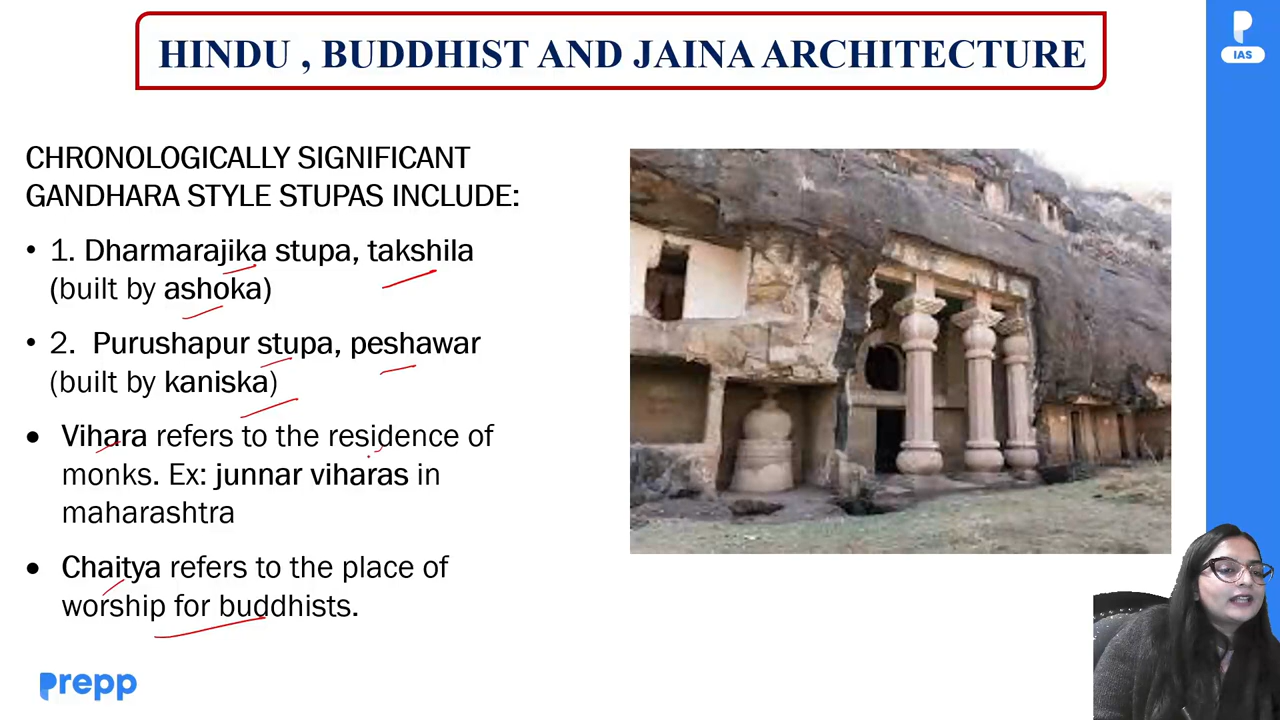 HINDU , BUDDHIST AND JAINA ARCHITECTURE
P
IAS
CHRONOLOGICALLY SIGNIFICANT
GANDHARA STYLE STUPAS INCLUDE:
• 1. Dharmarajika stupa, takshila
(built by ashoka)
• 2. Purushapur stupa, peshawar
(built by kaniska)
• Vihara refers to the residence of
monks. Ex: junnar viharas in
maharashtra
• Chaitya refers to the place of
worship for buddhists.
prepp